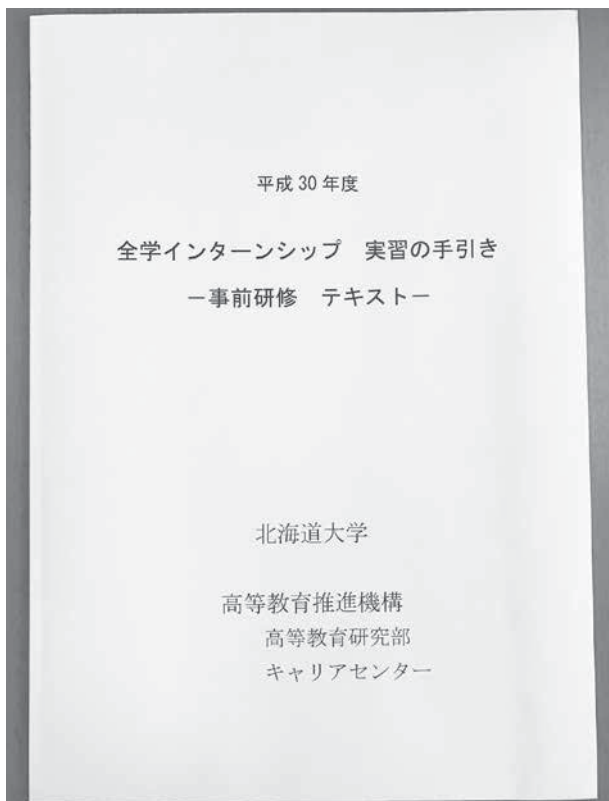 平成 30 年度
全学インターンシップ　実習の手引き
－事前研修　テキスト－
北海道大学
高等教育推進機構
高等教育研究部
キャリアセンター